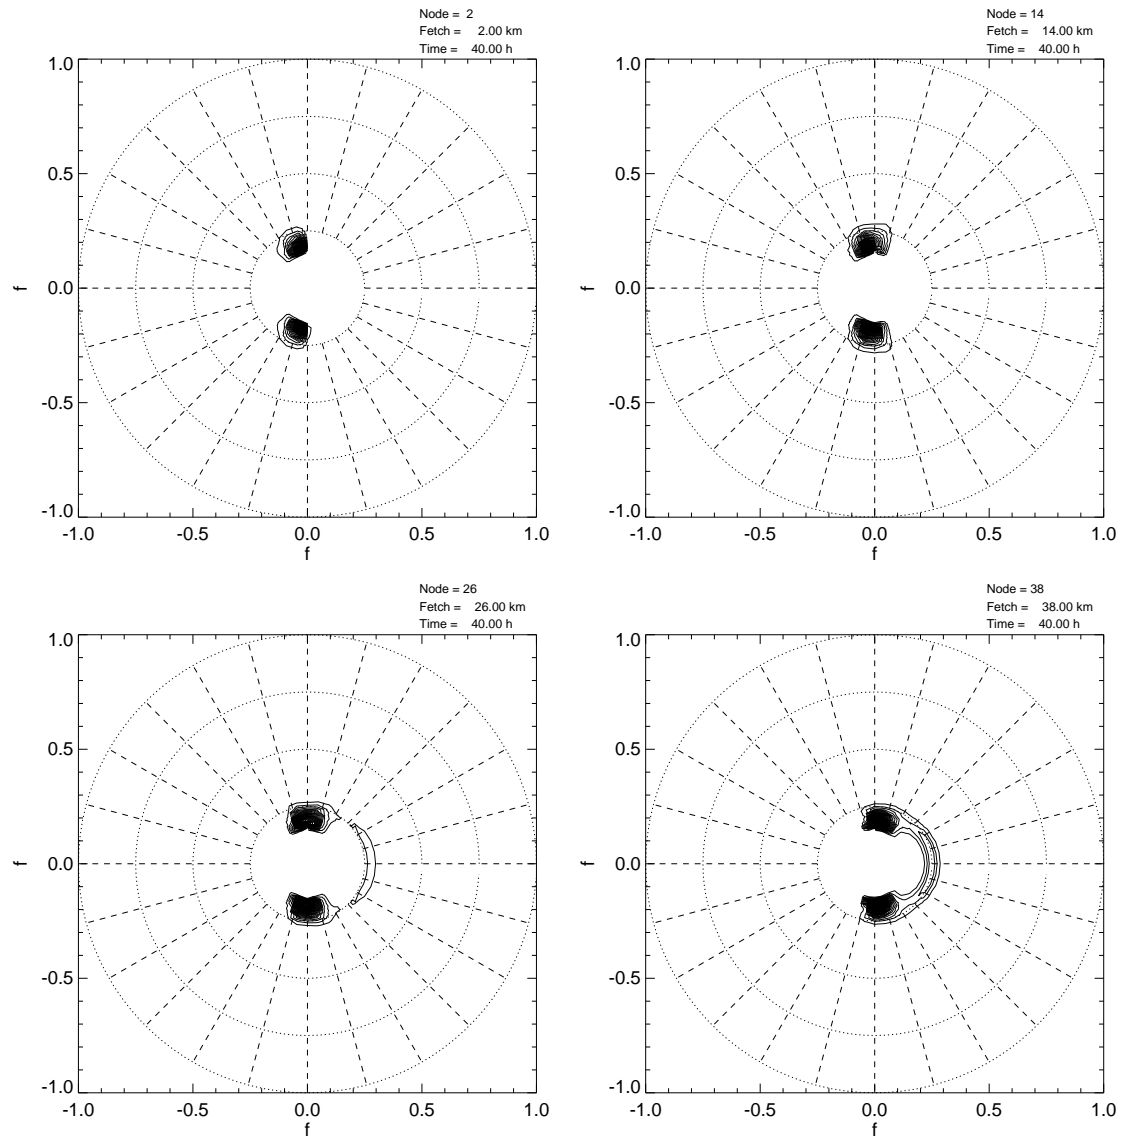 Node = 2
Fetch = 2.00 km
Time = 40.00 h
1.0
0.5
0.0
-0.5
-1.0
f
-1.0 -0.5 0.0 0.5 1.0
f
Node = 14
Fetch = 14.00 km
Time = 40.00 h
1.0
0.5
0.0
-0.5
-1.0
f
-1.0 -0.5 0.0 0.5 1.0
f
Node = 26
Fetch = 26.00 km
Time = 40.00 h
1.0
0.5
0.0
-0.5
-1.0
f
-1.0 -0.5 0.0 0.5 1.0
f
Node = 38
Fetch = 38.00 km
Time = 40.00 h
1.0
0.5
0.0
-0.5
-1.0
f
-1.0 -0.5 0.0 0.5 1.0
f